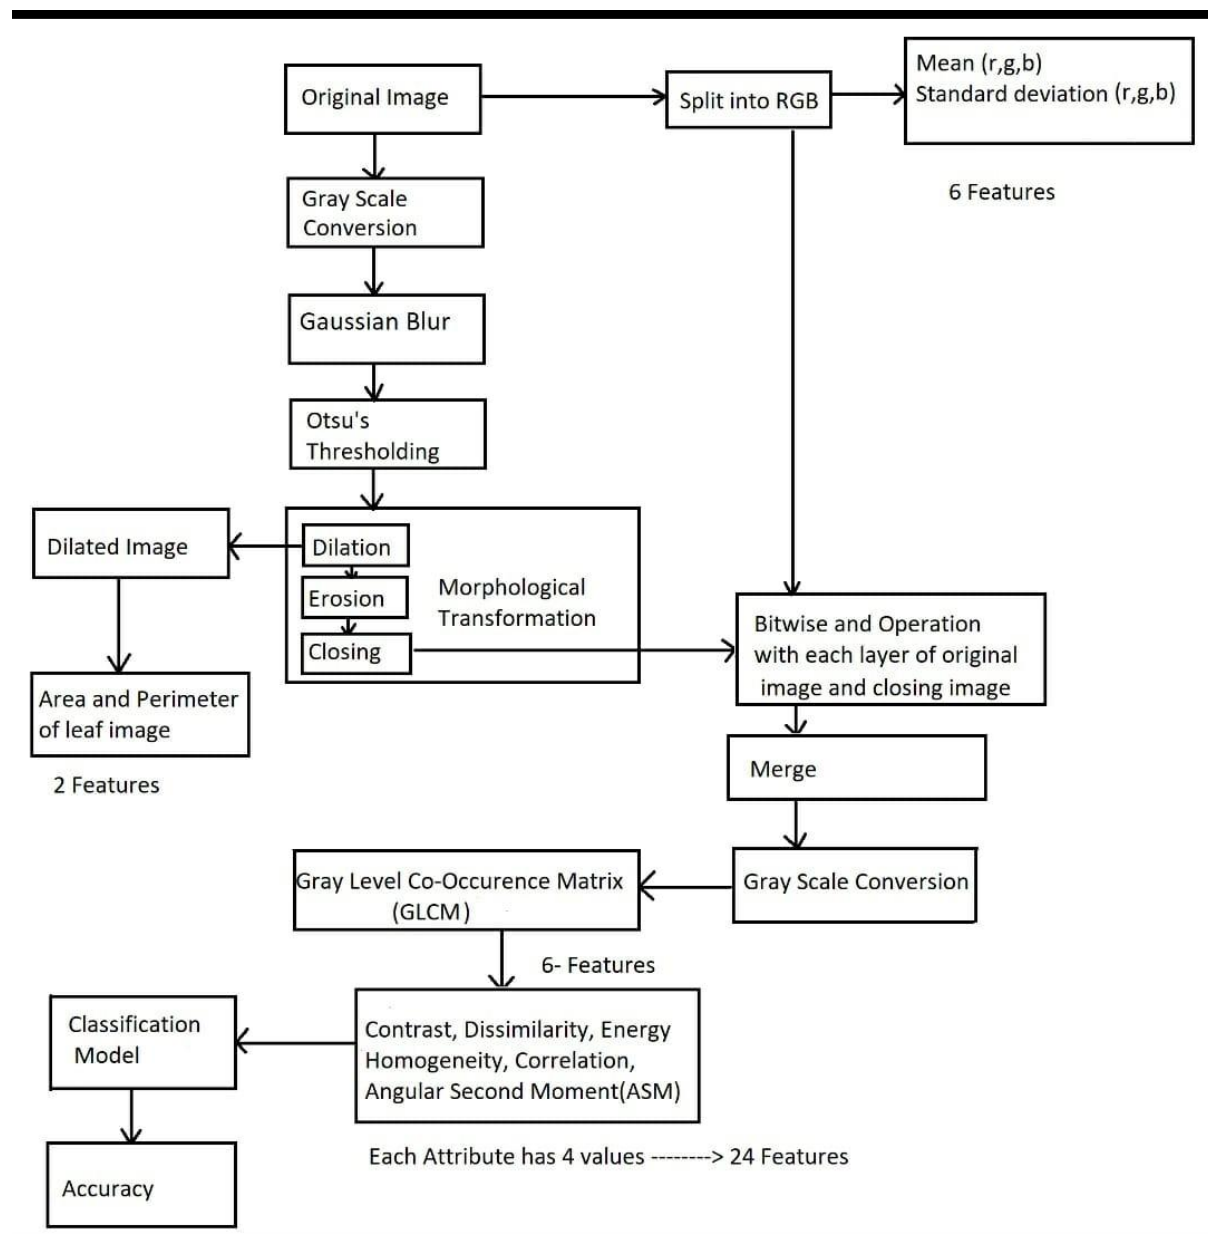 Original Image
Split into RGB
Mean (r,g,b)
Standard deviation (r,g,b)
6 Features
Gray Scale
Conversion
Gaussian Blur
Otsu's
Thresholding
Dilated Image
Dilation
Erosion
Closing
Morphological
Transformation
Area and Perimeter
of leaf image
2 Features
Bitwise and Operation
with each layer of original
image and closing image
Merge
Gray Scale Conversion
Gray Level Co-Occurence Matrix
(GLCM)
6- Features
Contrast, Dissimilarity, Energy
Homogeneity, Correlation,
Angular Second Moment(ASM)
Each Attribute has 4 values --------> 24 Features
Classification
Model
Accuracy